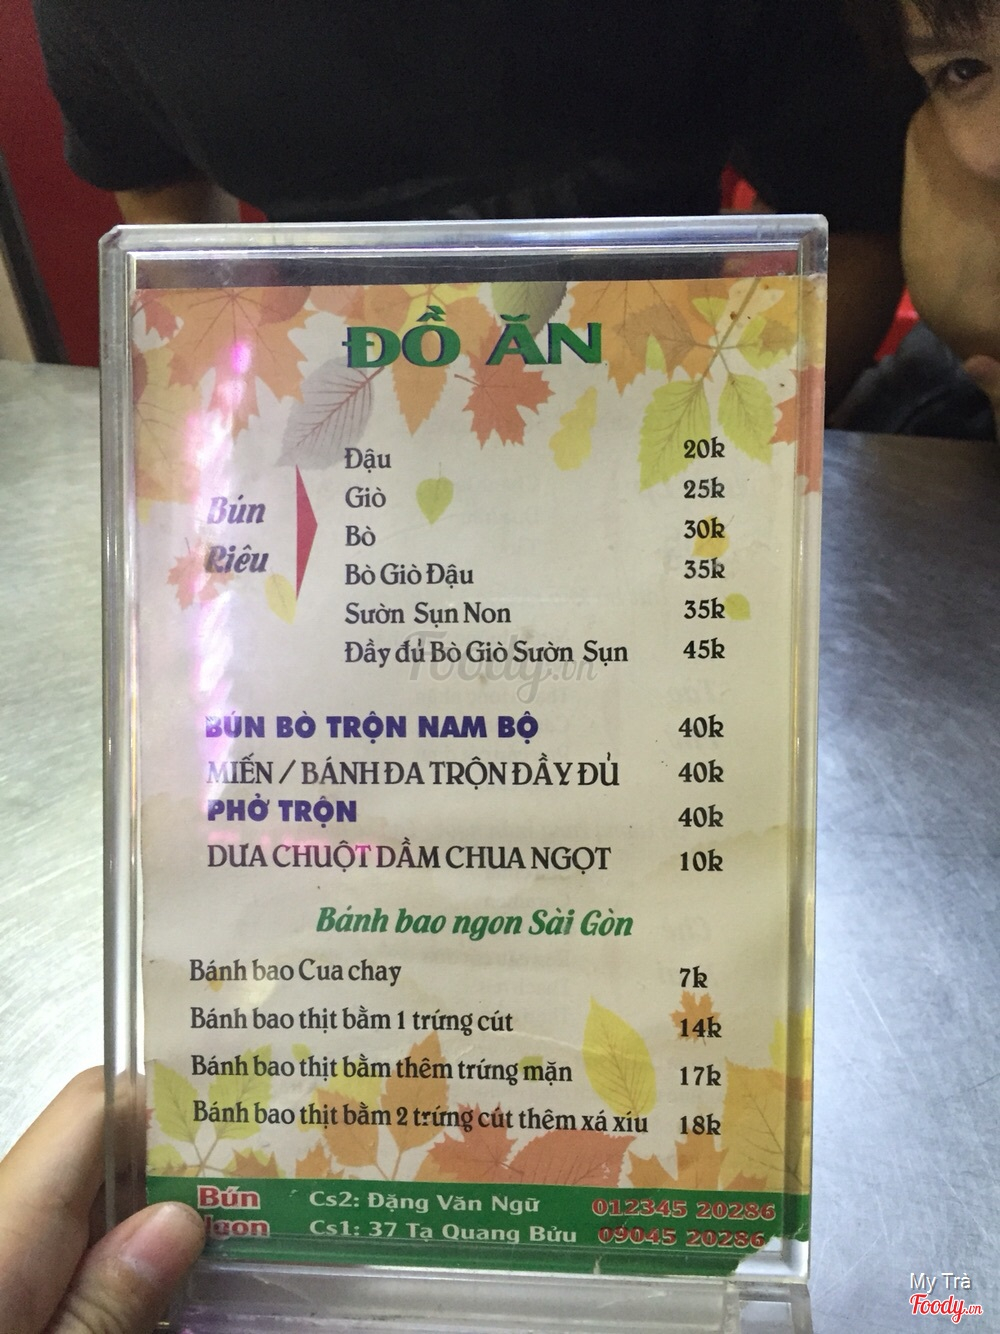 ĐỒ ĂN
Bún Riêu
Đậu 20k
Giò 25k
Bò 30k
Bò Giò Đậu 35k
Sườn Sụn Non 35k
Đầy đủ Bò Giò Sườn Sụn 45k
Foody.vn
BÚN BÒ TRỘN NAM BỘ 40k
MIẾN / BÁNH ĐA TRỘN ĐẦY ĐỦ 40k
PHỞ TRỘN 40k
DƯA CHUỘT DẦM CHUA NGỌT 10k
Bánh bao ngon Sài Gòn
Bánh bao Cua chay 7k
Bánh bao thịt bằm 1 trứng cút 14k
Bánh bao thịt bằm thêm trứng mặn 17k
Bánh bao thịt bằm 2 trứng cút thêm xá xíu 18k
Bún Ngon
Cs2: Đặng Văn Ngữ 012345 20286
Cs1: 37 Tạ Quang Bửu 09045 20286
My Trà
Foody.vn